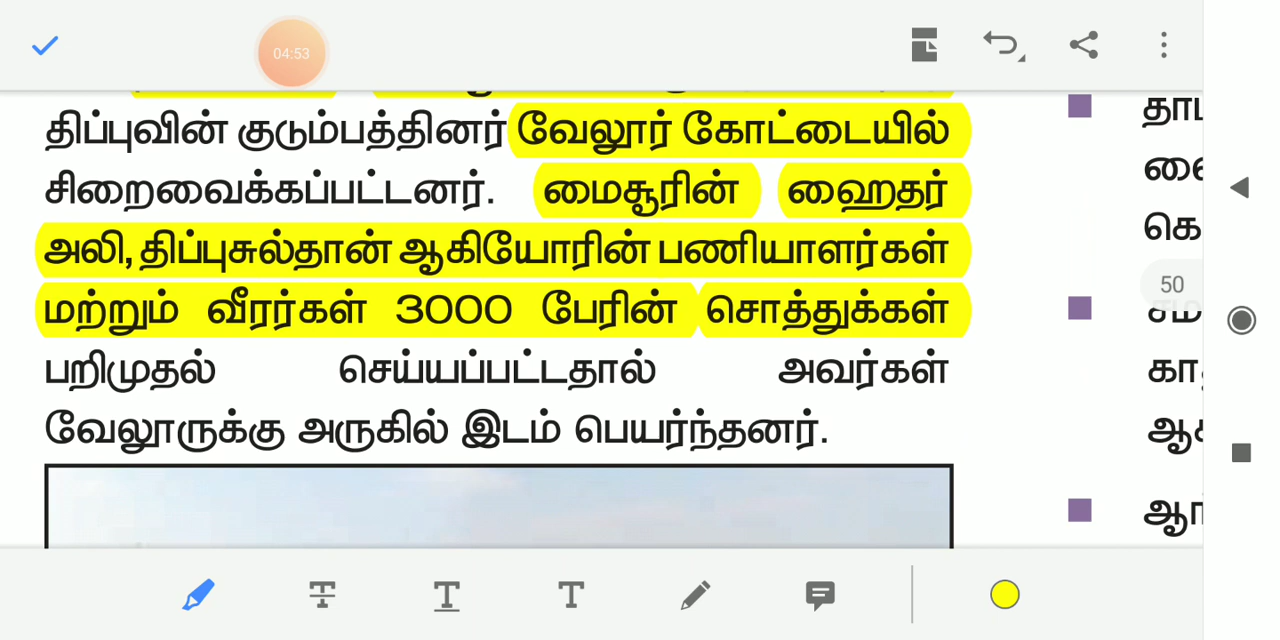 04:53
திப்புவின் குடும்பத்தினர் வேலூர் கோட்டையில்
சிறைவைக்கப்பட்டனர். மைசூரின் ஹைதர்
அலி, திப்புசுல்தான் ஆகியோரின் பணியாளர்கள்
மற்றும் வீரர்கள் 3000 பேரின் சொத்துக்கள்
பறிமுதல் செய்யப்பட்டதால் அவர்கள்
வேலூருக்கு அருகில் இடம் பெயர்ந்தனர்.
50